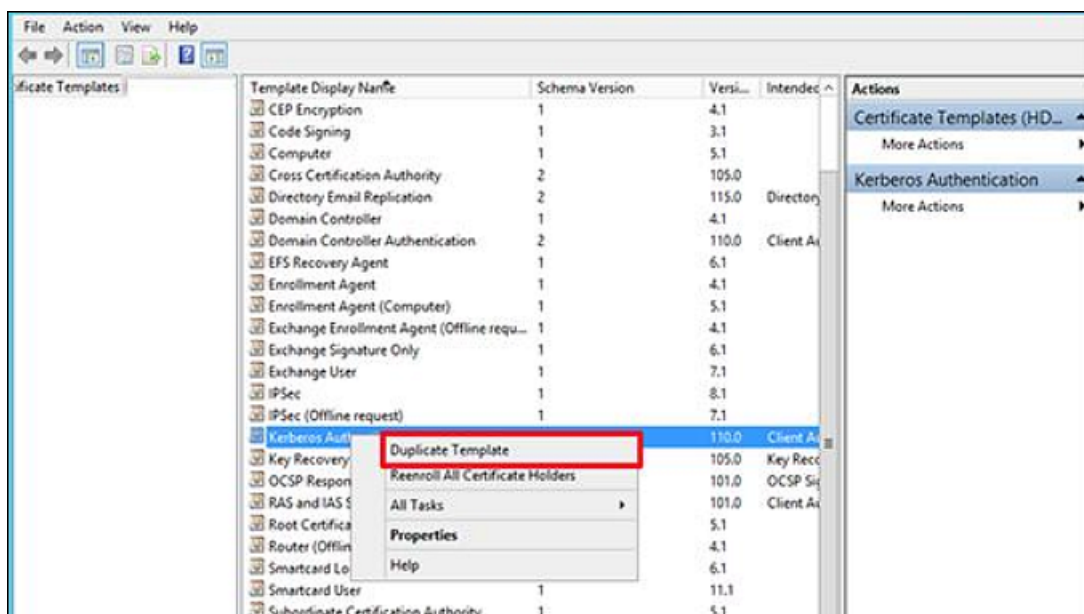 File Action View Help
ificate Templates
Template Display Name Schema Version Versi... Intended
CEP Encryption 1 4.1
Code Signing 1 3.1
Computer 1 5.1
Cross Certification Authority 2 105.0
Directory Email Replication 2 115.0 Directory
Domain Controller 1 4.1
Domain Controller Authentication 2 110.0 Client Au
EFS Recovery Agent 1 6.1
Enrollment Agent 1 4.1
Enrollment Agent (Computer) 1 5.1
Exchange Enrollment Agent (Offline requ... 1 4.1
Exchange Signature Only 1 6.1
Exchange User 1 7.1
IPSec 1 8.1
IPSec (Offline request) 1 7.1
Kerberos Auth 110.0 Client Au
Key Recovery 105.0 Key Reco
OCSP Respon 101.0 OCSP Sig
RAS and IAS S 101.0 Client Au
Root Certifica 5.1
Router (Offlin 4.1
Smartcard Lo 6.1
Smartcard User 1 11.1
Subordinate Certification Authority 1 5.1
Duplicate Template
Reenroll All Certificate Holders
All Tasks
Properties
Help
Actions
Certificate Templates (HD...
More Actions
Kerberos Authentication
More Actions